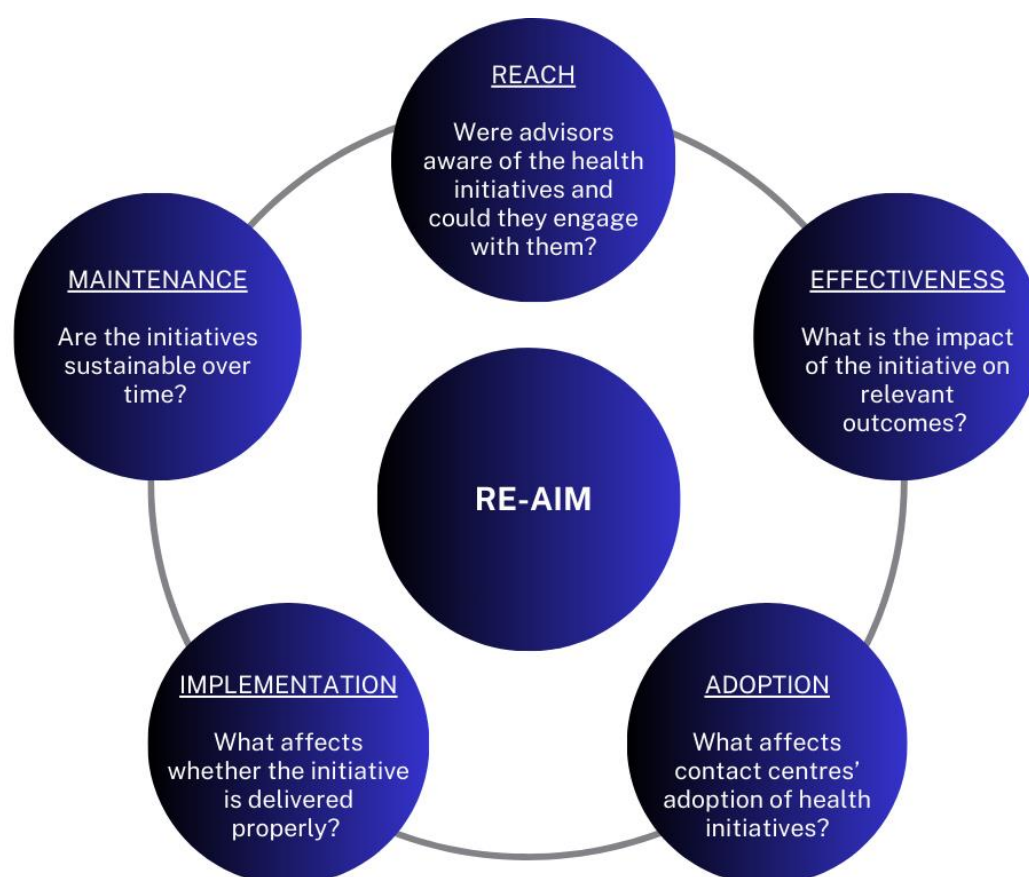 REACH
Were advisors
aware of the health
initiatives and
could they engage
with them?
EFFECTIVENESS
What is the impact
of the initiative on
relevant
outcomes?
ADOPTION
What affects
contact centres’
adoption of health
initiatives?
IMPLEMENTATION
What affects
whether the initiative
is delivered
properly?
MAINTENANCE
Are the initiatives
sustainable over
time?
RE-AIM